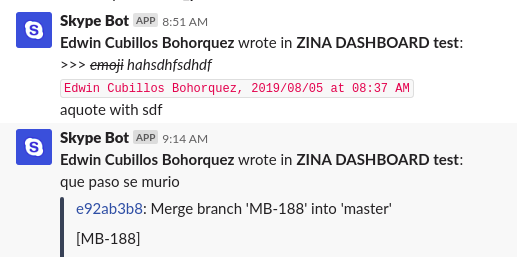 Skype Bot APP 8:51 AM
Edwin Cubillos Bohorquez wrote in ZINA DASHBOARD test:
>>> emoji hahsdhfsdhdf
Edwin Cubillos Bohorquez, 2019/08/05 at 08:37 AM
aquote with sdf
Skype Bot APP 9:14 AM
Edwin Cubillos Bohorquez wrote in ZINA DASHBOARD test:
que paso se murio
e92ab3b8: Merge branch 'MB-188' into 'master'
[MB-188]